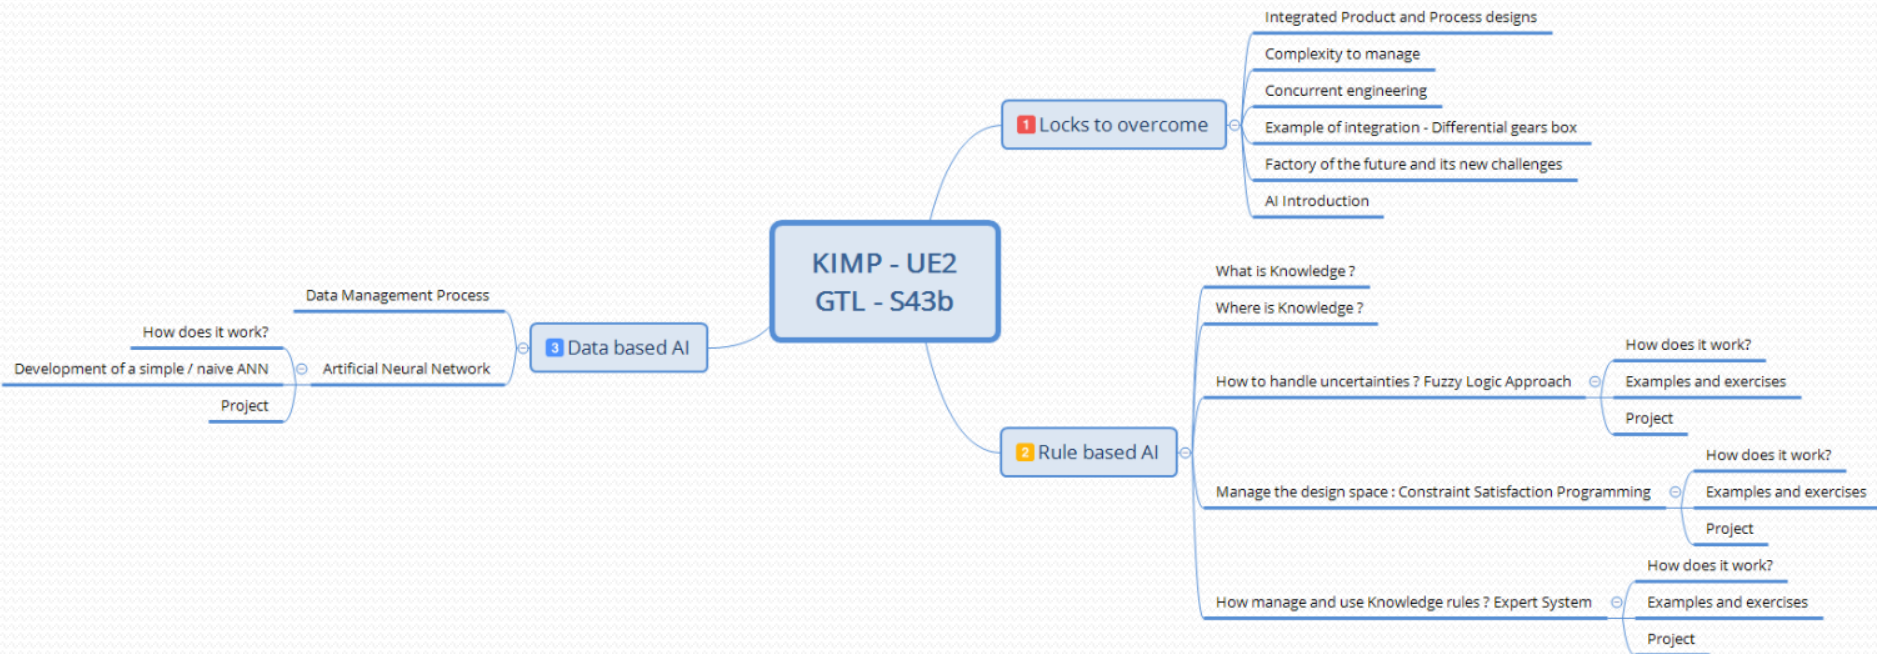 KIMP - UE2
GTL - S43b
1 Locks to overcome
Integrated Product and Process designs
Complexity to manage
Concurrent engineering
Example of integration - Differential gears box
Factory of the future and its new challenges
AI Introduction
2 Rule based AI
What is Knowledge ?
Where is Knowledge ?
How to handle uncertainties ? Fuzzy Logic Approach
How does it work?
Examples and exercises
Project
Manage the design space : Constraint Satisfaction Programming
How does it work?
Examples and exercises
Project
How manage and use Knowledge rules ? Expert System
How does it work?
Examples and exercises
Project
3 Data based AI
Data Management Process
Artificial Neural Network
How does it work?
Development of a simple / naive ANN
Project